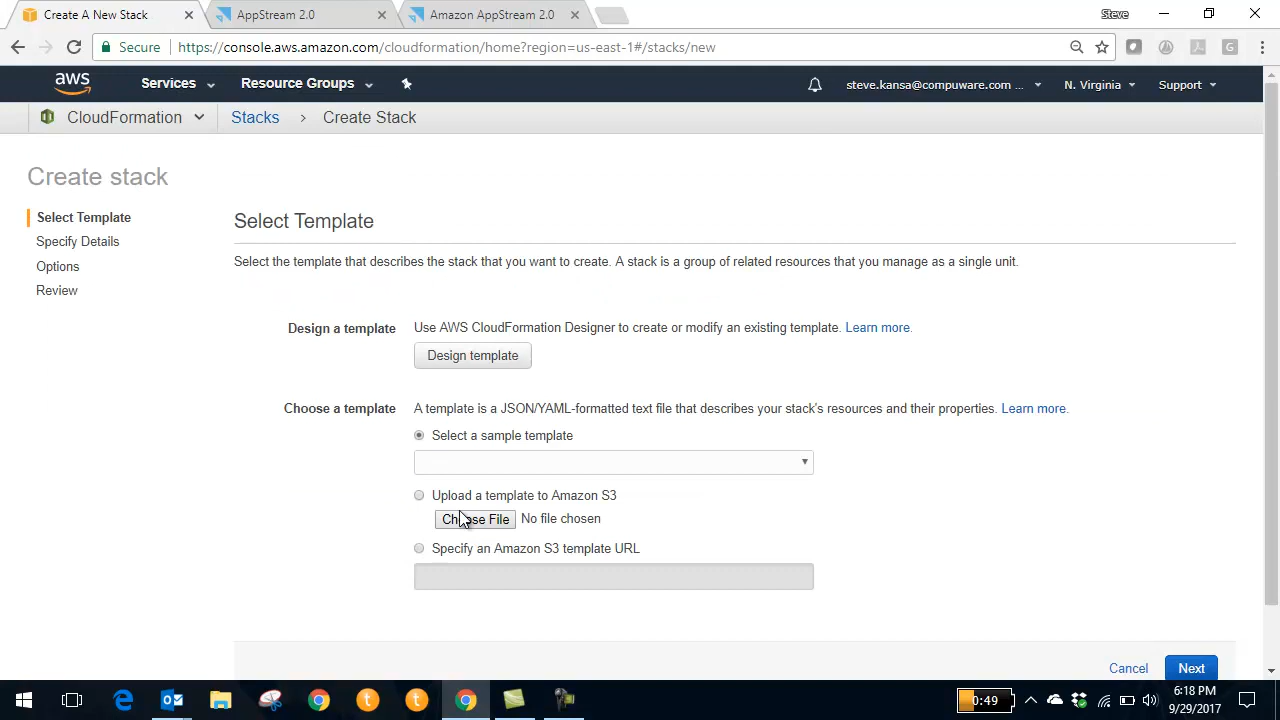 Create A New Stack
AppStream 2.0
Amazon AppStream 2.0
Steve
Secure
https://console.aws.amazon.com/cloudformation/home?region=us-east-1#/stacks/new
aws
Services
Resource Groups
steve.kansa@compuware.com ...
N. Virginia
Support
CloudFormation
Stacks > Create Stack
Create stack
Select Template
Specify Details
Options
Review
Select Template
Select the template that describes the stack that you want to create. A stack is a group of related resources that you manage as a single unit.
Design a template
Use AWS CloudFormation Designer to create or modify an existing template. Learn more.
Design template
Choose a template
A template is a JSON/YAML-formatted text file that describes your stack's resources and their properties. Learn more.
Select a sample template
Upload a template to Amazon S3
Choose File No file chosen
Specify an Amazon S3 template URL
Cancel
Next
0:49
6:18 PM
9/29/2017